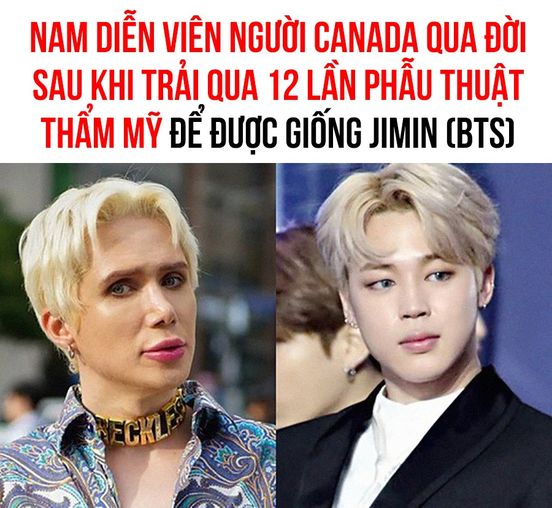 NAM DIỄN VIÊN NGƯỜI CANADA QUA ĐỜI
SAU KHI TRẢI QUA 12 LẦN PHẪU THUẬT
THẨM MỸ ĐỂ ĐƯỢC GIỐNG JIMIN (BTS)
RECKLESS